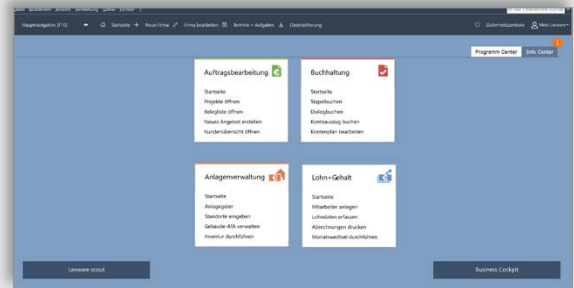 Hauptnavigation (F10)
Startseite
Neue Firma
Firma bearbeiten
Termine + Aufgaben
Datensicherung
Sicherheitszentrale
Mein Lexware
Programm Center
Info Center
1
Auftragsbearbeitung
Startseite
Projekte öffnen
Belegliste öffnen
Neues Angebot erstellen
Kundenübersicht öffnen
Buchhaltung
Startseite
Stapelbuchen
Dialogbuchen
Kontoauszug buchen
Kontenplan bearbeiten
Anlagenverwaltung
Startseite
Anlagegüter
Standorte eingeben
Gebäude-AfA verwalten
Inventur durchführen
Lohn+Gehalt
Startseite
Mitarbeiter anlegen
Lohndaten erfassen
Abrechnungen drucken
Monatswechsel durchführen
Lexware scout
Business Cockpit